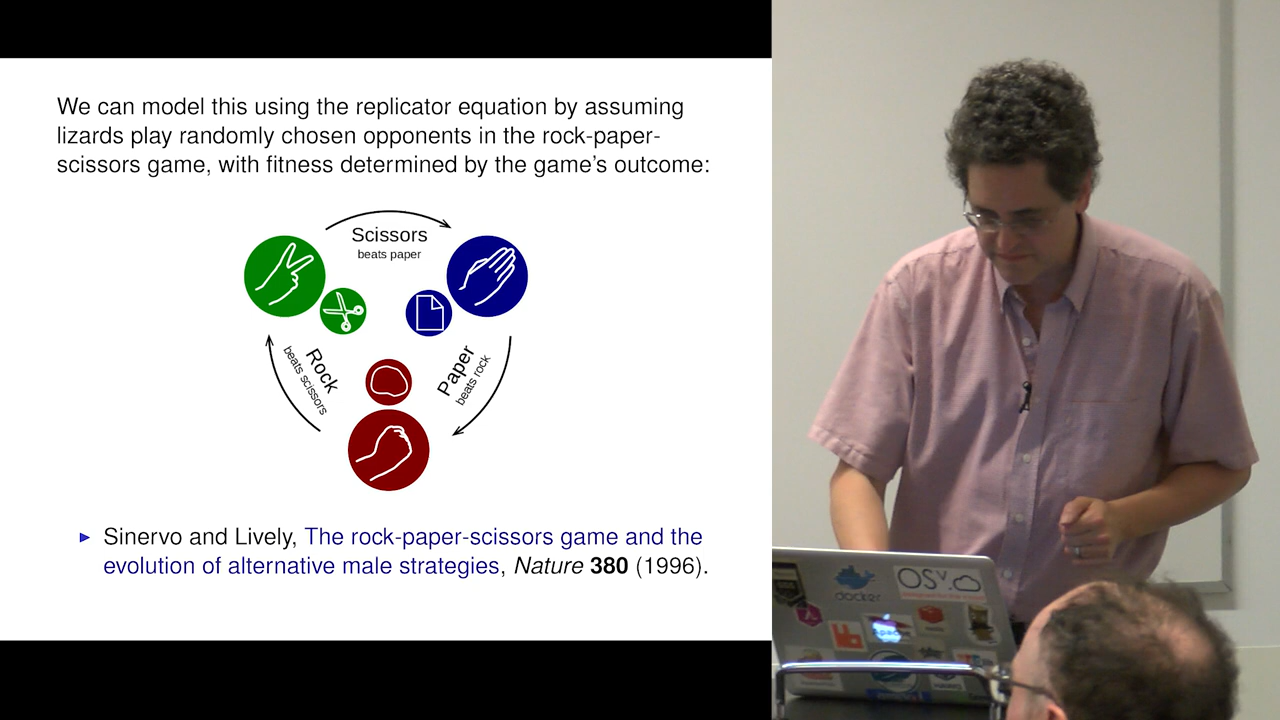 We can model this using the replicator equation by assuming
lizards play randomly chosen opponents in the rock-paper-
scissors game, with fitness determined by the game's outcome:
Scissors
beats paper
Rock
beats scissors
Paper
beats rock
Sinervo and Lively, The rock-paper-scissors game and the
evolution of alternative male strategies, Nature 380 (1996).
docker
OSv